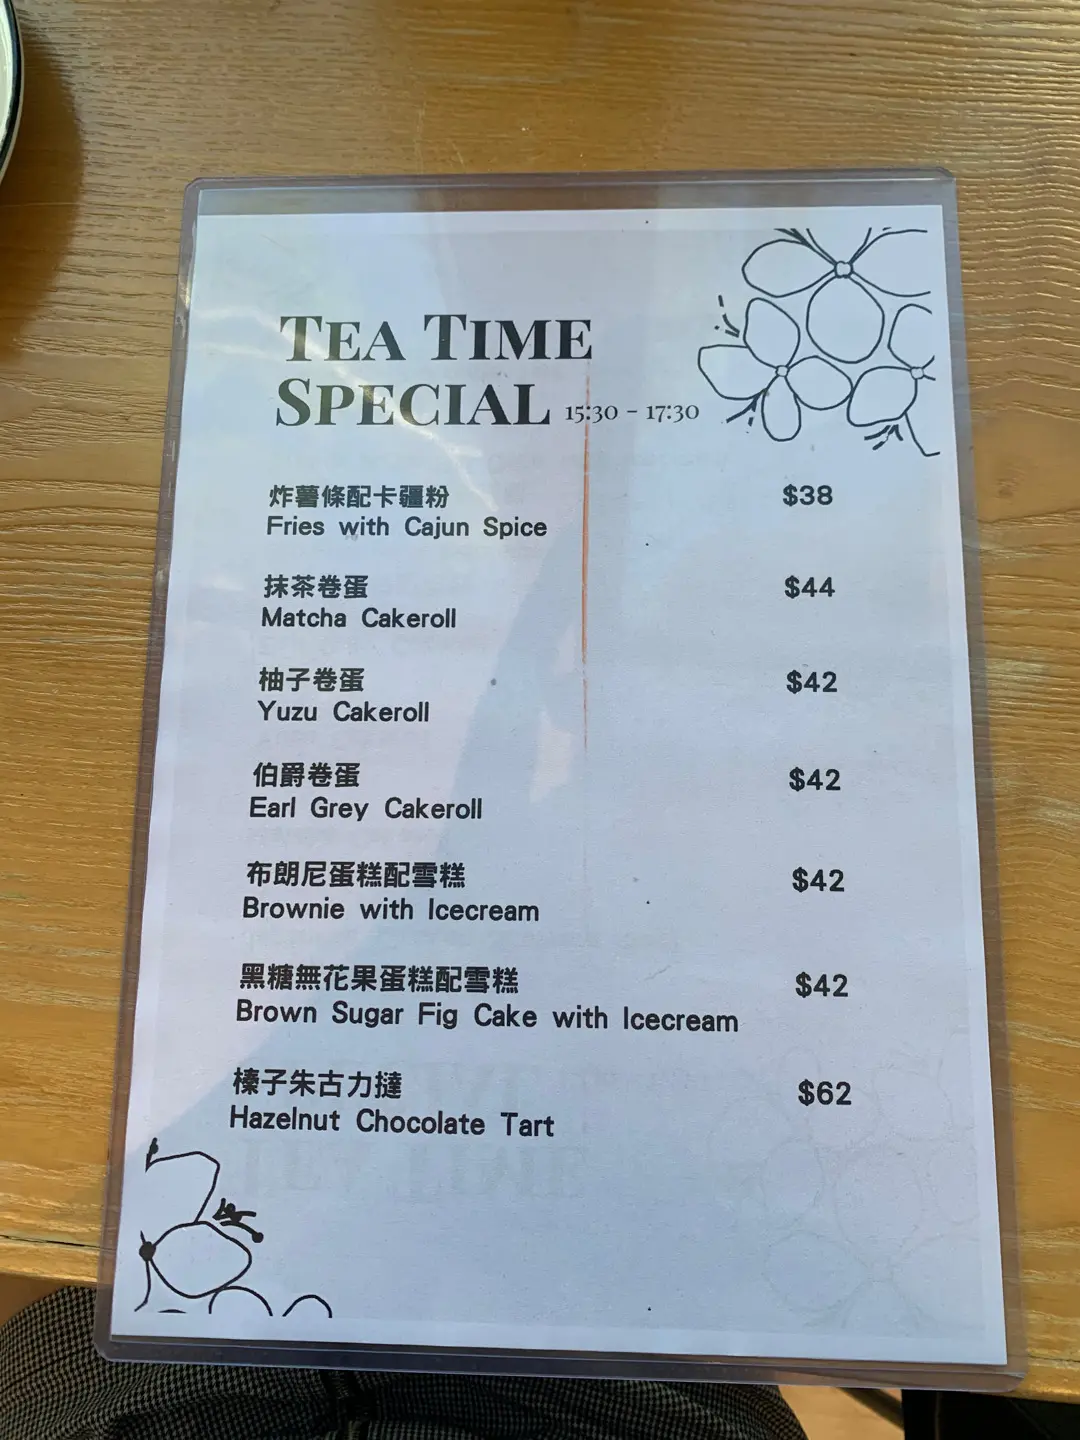 TEA TIME
SPECIAL 15:30 - 17:30
炸薯條配卡疆粉 $38
Fries with Cajun Spice
抹茶卷蛋 $44
Matcha Cakeroll
柚子卷蛋 $42
Yuzu Cakeroll
伯爵卷蛋 $42
Earl Grey Cakeroll
布朗尼蛋糕配雪糕 $42
Brownie with Icecream
黑糖無花果蛋糕配雪糕 $42
Brown Sugar Fig Cake with Icecream
榛子朱古力撻 $62
Hazelnut Chocolate Tart